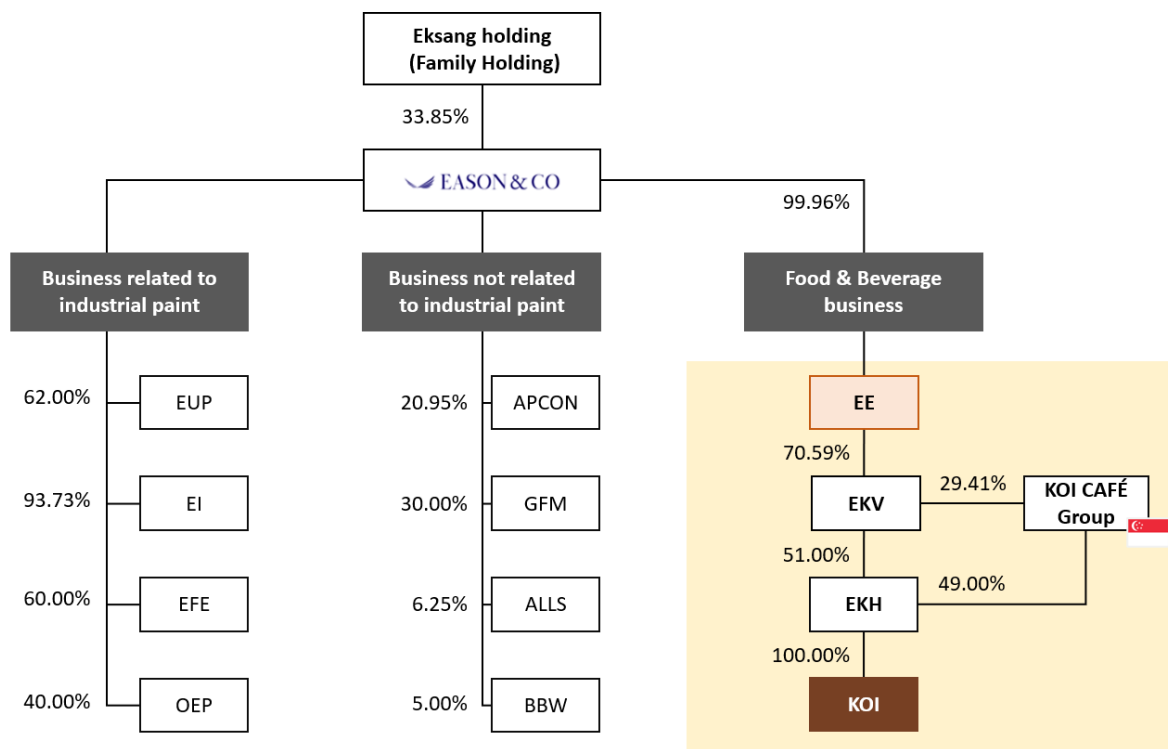 Eksang holding
(Family Holding)
33.85%
EASON & CO
99.96%
Business related to
industrial paint
Business not related
to industrial paint
Food & Beverage
business
62.00%
EUP
20.95%
APCON
EE
70.59%
93.73%
EI
30.00%
GFM
EKV
29.41%
KOI CAFÉ
Group
51.00%
60.00%
EFE
6.25%
ALLS
EKH
49.00%
100.00%
40.00%
OEP
5.00%
BBW
KOI